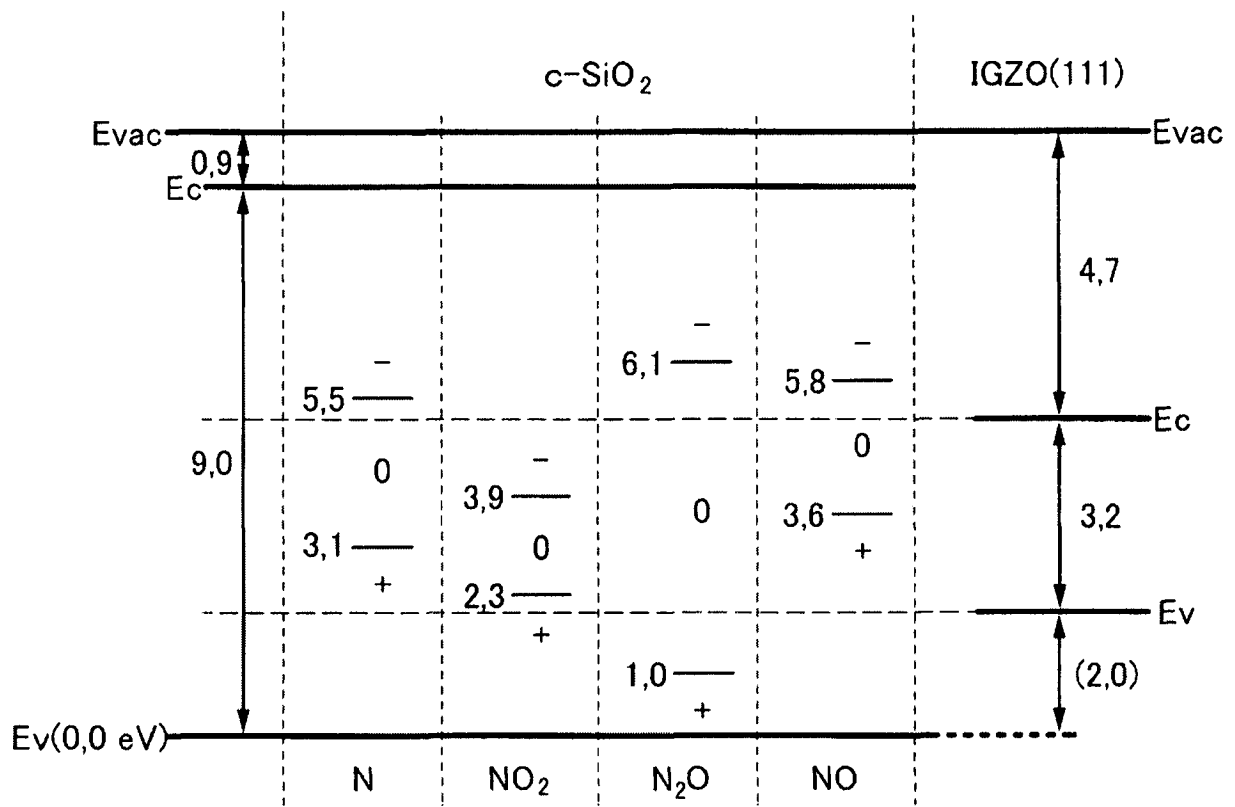 c-SiO₂ IGZO(111)
Evac Evac
0,9
Ec
4,7
−
− 6,1 −
5,5 5,8
Ec
9,0 0 − 0
3,9 0 3,6 3,2
3,1 0 +
+ 2,3
Ev
+ 1,0 (2,0)
+
Ev(0,0 eV)
N NO₂ N₂O NO